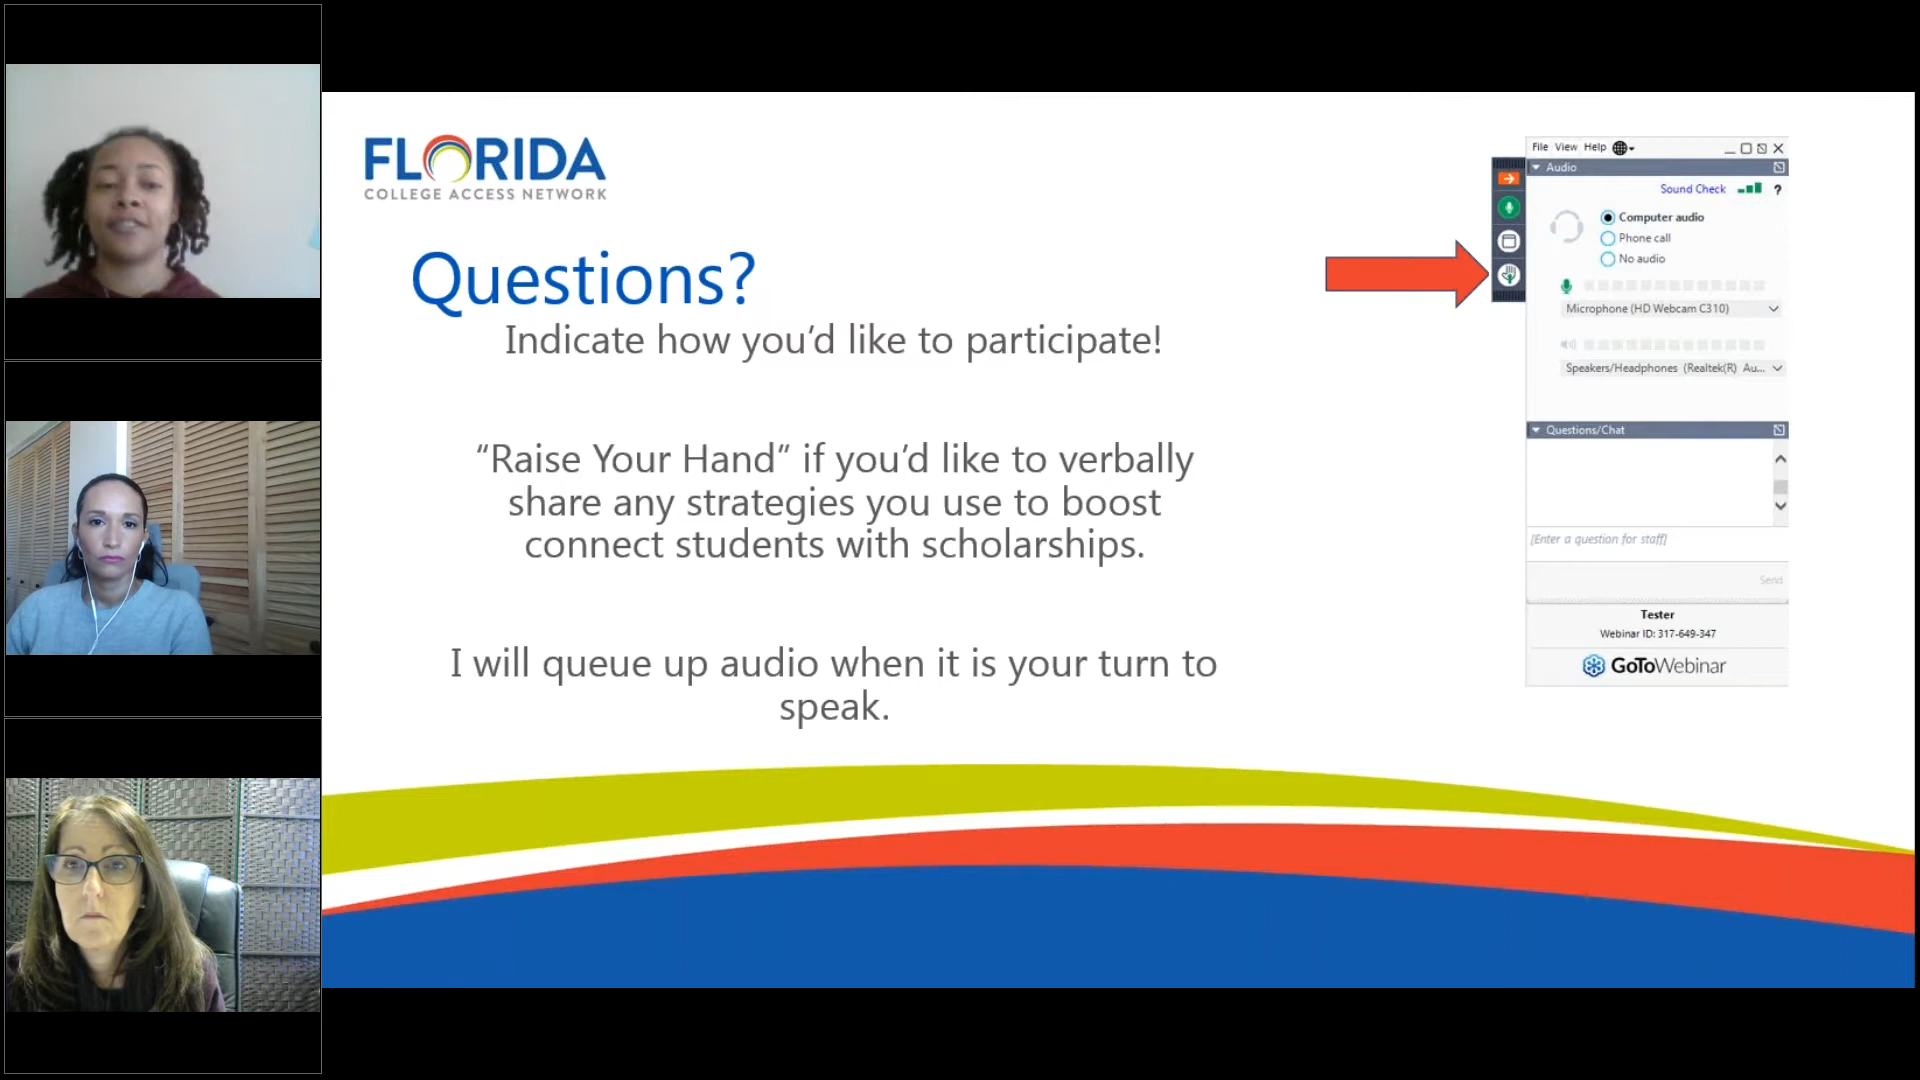 FLORIDA
COLLEGE ACCESS NETWORK
Questions?
Indicate how you’d like to participate!
“Raise Your Hand” if you’d like to verbally
share any strategies you use to boost
connect students with scholarships.
I will queue up audio when it is your turn to
speak.
File View Help
Audio
Sound Check ?
Computer audio
Phone call
No audio
Microphone (HD Webcam C310)
Speakers/Headphones (Realtek(R) Au...
Questions/Chat
[Enter a question for staff]
Send
Tester
Webinar ID: 317-649-347
GoToWebinar